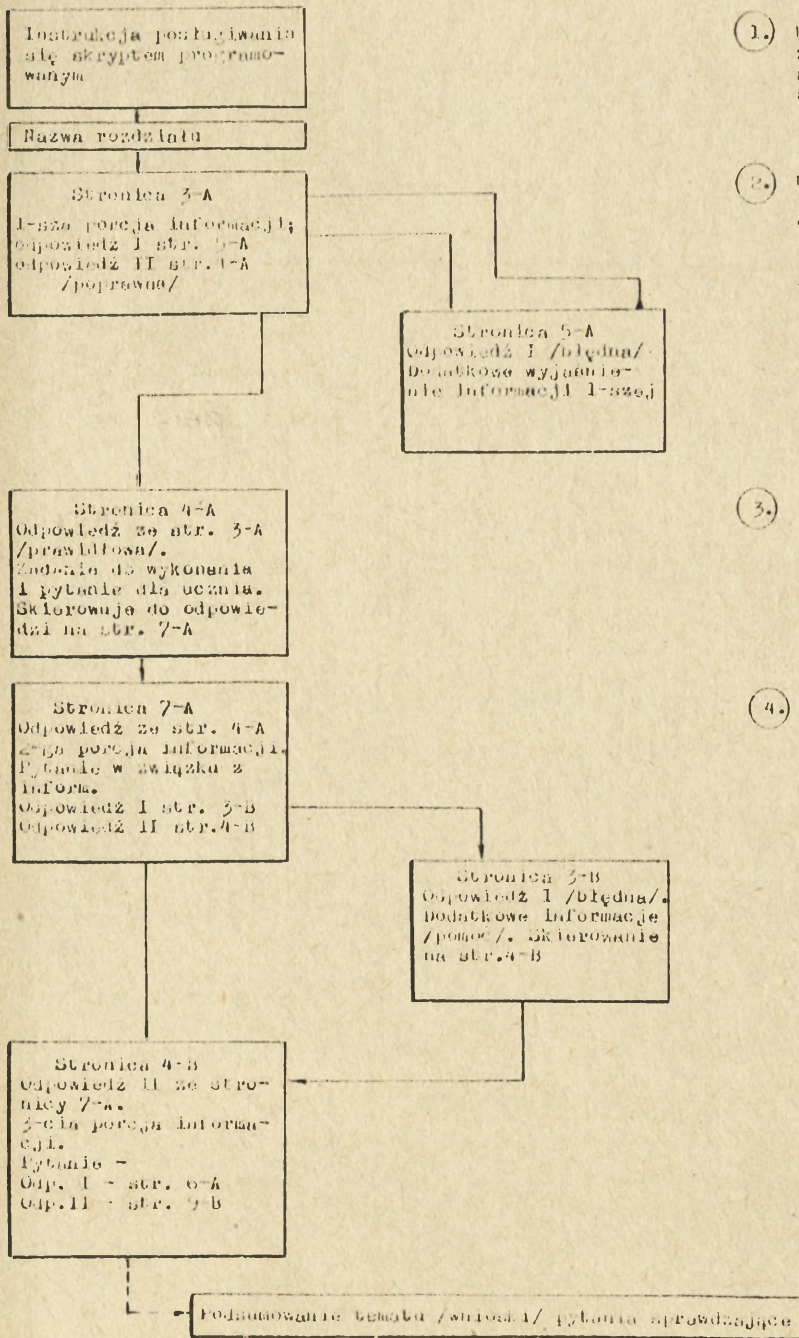 Instrukcja posługiwania
się skryptem programo-
wanym
Nazwa rozdziału
Stronica 3-A
1-sza porcja informacji;
odpowiedź I str. 5-A
odpowiedź II str.
/poprawna/
Stronica 5-A
Odpowiedź I /błędna/
Dodatkowe wyjaśnie-
nie informacji 1-szej
Stronica 4-A
Odpowiedź ze str. 3-A
/prawidłowa/.
Zadanie do wykonania
i pytanie dla ucznia.
Skierowuje do odpowie-
dzi na str. 7-A
Stronica 7-A
Odpowiedź ze str. 4-A
2-ga porcja informacji.
Pytanie w związku z
inform.
Odpowiedź I str. 3-B
Odpowiedź II str.4-B
Stronica 3-B
Odpowiedź I /błędna/.
Dodatkowe informacje
/pomoc/. Skierowanie
na str.4-B
Stronica 4-B
Odpowiedź II ze stro-
nicy 7-A.
3-cia porcja informa-
cji.
Pytanie -
Odp. I - str. 6-A
Odp.II - str. B
Podsumowanie tematu /wnioski/ pytania sprawdzające
(1.)
(2.)
(3.)
(4.)